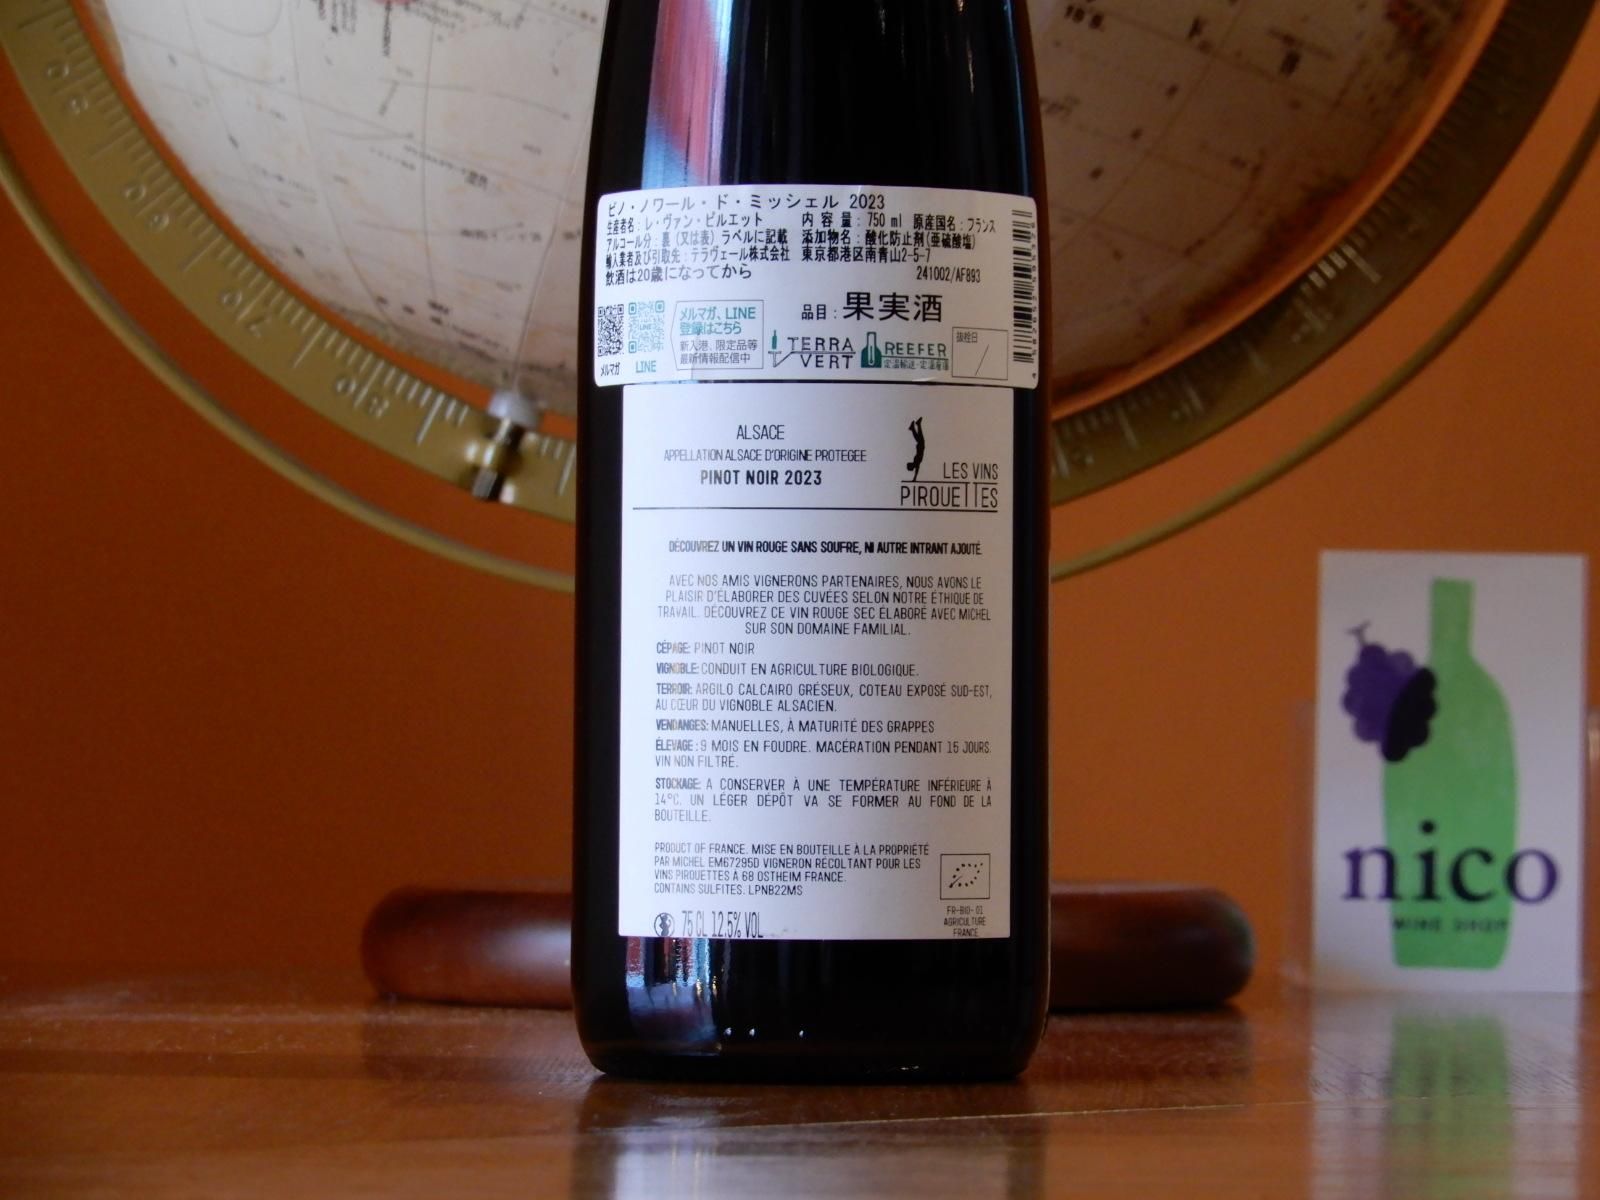 ピノ・ノワール・ド・ミッシェル 2023
生産者名：レ・ヴァン・ピルエット 内 容 量：750 ml 原産国名：フランス
アルコール分：裏（又は表）ラベルに記載 添加物名：酸化防止剤(亜硫酸塩)
輸入業者及び引取先：テラヴェール株式会社 東京都港区南青山2-5-7
飲酒は20歳になってから 241002/AF893
品目：果実酒
メルマガ、LINE
登録はこちら
新入港、限定品等
最新情報配信中
メルマガ LINE
TERRA
VERT
REEFER
定温輸送・定温倉庫
抜栓日
ALSACE
APPELLATION ALSACE D'ORIGINE PROTEGEE
PINOT NOIR 2023
LES VINS
PIROUETTES
DÉCOUVREZ UN VIN ROUGE SANS SOUFRE, NI AUTRE INTRANT AJOUTÉ.
AVEC NOS AMIS VIGNERONS PARTENAIRES, NOUS AVONS LE
PLAISIR D'ÉLABORER DES CUVÉES SELON NOTRE ÉTHIQUE DE
TRAVAIL. DÉCOUVREZ CE VIN ROUGE SEC ÉLABORÉ AVEC MICHEL
SUR SON DOMAINE FAMILIAL.
CÉPAGE: PINOT NOIR
VIGNOBLE: CONDUIT EN AGRICULTURE BIOLOGIQUE.
TERROIR: ARGILO CALCAIRO GRÉSEUX, COTEAU EXPOSÉ SUD-EST,
AU CŒUR DU VIGNOBLE ALSACIEN.
VENDANGES: MANUELLES, À MATURITÉ DES GRAPPES
ÉLEVAGE : 9 MOIS EN FOUDRE. MACÉRATION PENDANT 15 JOURS.
VIN NON FILTRÉ.
STOCKAGE: A CONSERVER À UNE TEMPÉRATURE INFÉRIEURE À
14°C. UN LÉGER DÉPÔT VA SE FORMER AU FOND DE LA
BOUTEILLE.
PRODUCT OF FRANCE. MISE EN BOUTEILLE À LA PROPRIÉTÉ
PAR MICHEL EM67295D VIGNERON RÉCOLTANT POUR LES
VINS PIROUETTES À 68 OSTHEIM FRANCE.
CONTAINS SULFITES. LPNB22MS
FR-BIO-01
AGRICULTURE
FRANCE
75 CL 12,5% VOL
nico
WINE SHOP